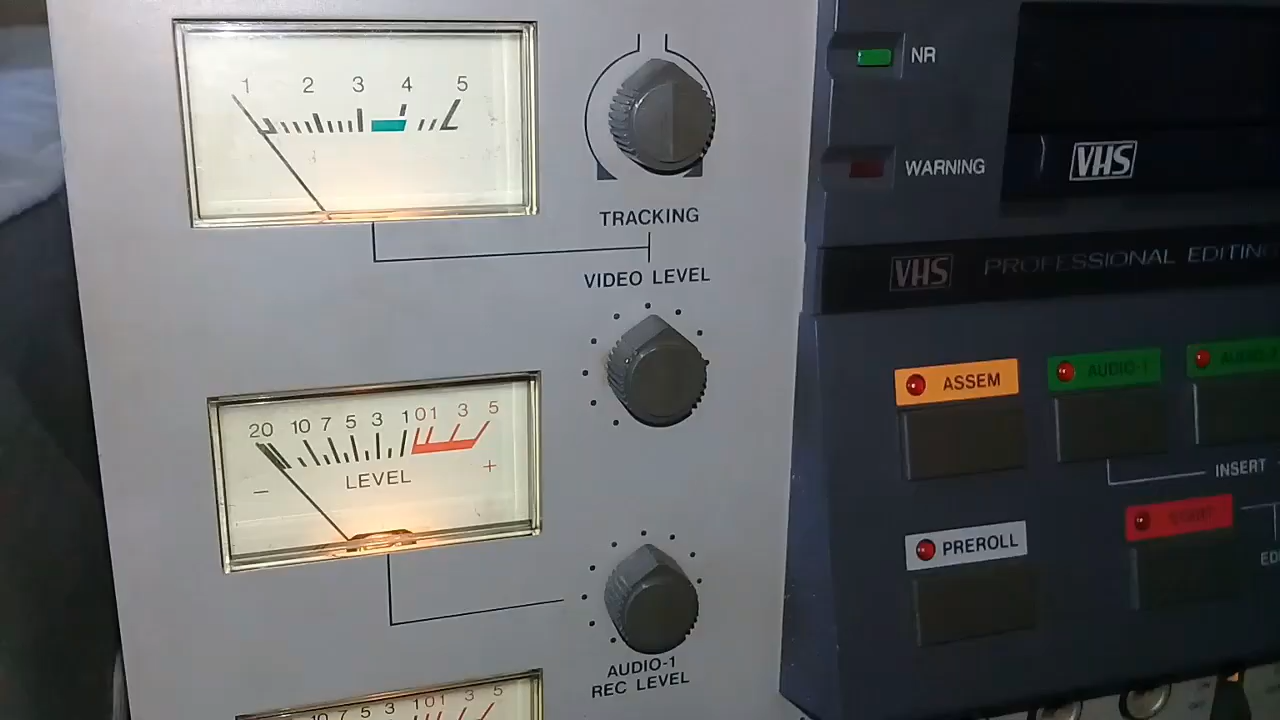 1 2 3 4 5
TRACKING
VIDEO LEVEL
20 10 7 5 3 1 0 1 3 5
- LEVEL +
AUDIO-1
REC LEVEL
10 7 5 3 1 0 1 3 5
NR
WARNING
VHS
VHS PROFESSIONAL EDITING
ASSEM
AUDIO-1
INSERT
PREROLL
START